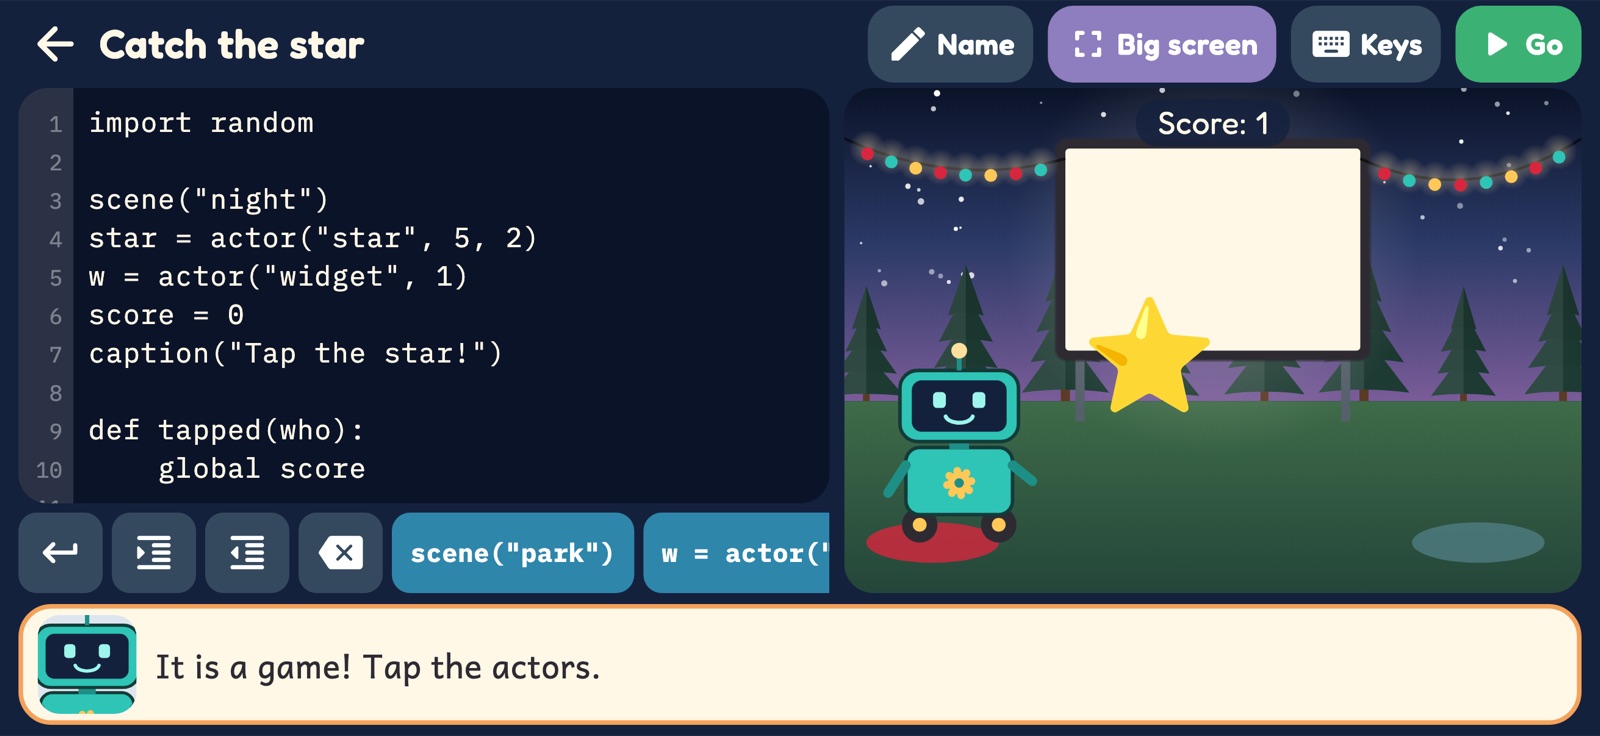 Catch the star
Name
Big screen
Keys
Go
1 import random
2
3 scene("night")
4 star = actor("star", 5, 2)
5 w = actor("widget", 1)
6 score = 0
7 caption("Tap the star!")
8
9 def tapped(who):
10     global score
scene("park")
w = actor("
Score: 1
It is a game! Tap the actors.